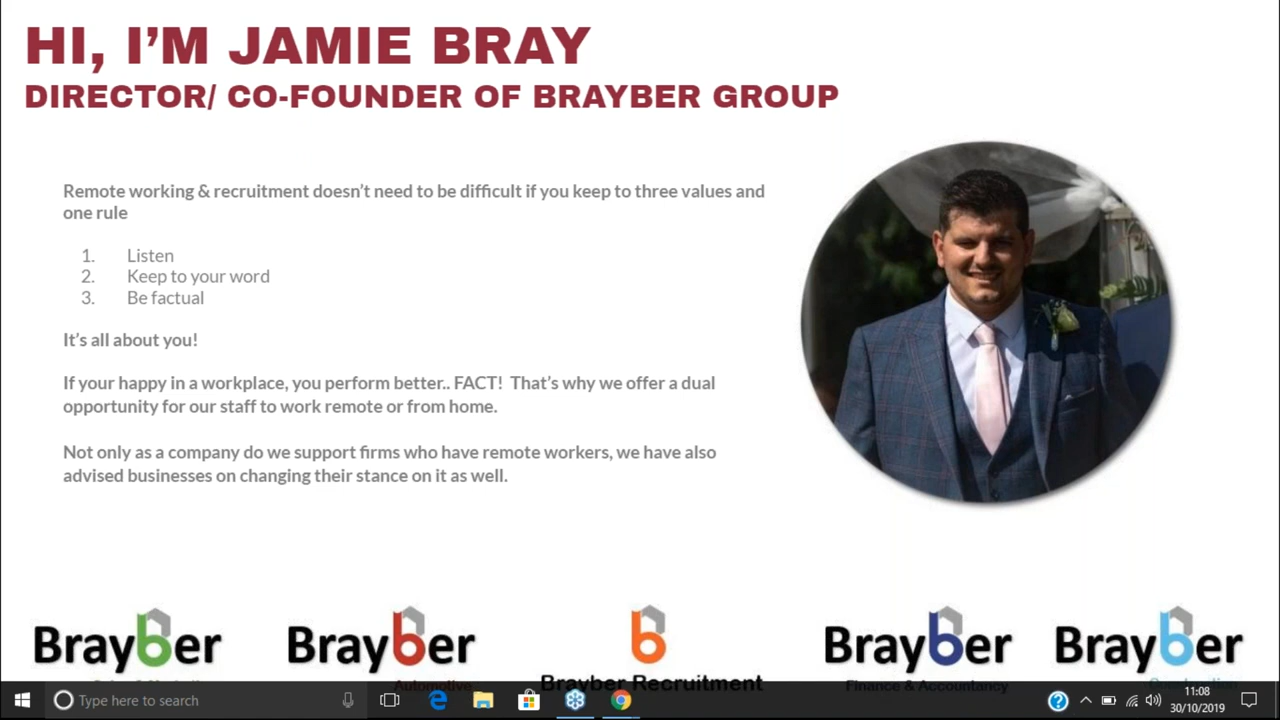 HI, I’M JAMIE BRAY
DIRECTOR/ CO-FOUNDER OF BRAYBER GROUP
Remote working & recruitment doesn’t need to be difficult if you keep to three values and
one rule
1. Listen
2. Keep to your word
3. Be factual
It’s all about you!
If your happy in a workplace, you perform better.. FACT! That’s why we offer a dual
opportunity for our staff to work remote or from home.
Not only as a company do we support firms who have remote workers, we have also
advised businesses on changing their stance on it as well.
Brayber
Brayber
Automotive
b
Brayber Recruitment
Brayber
Finance & Accountancy
Brayber
Type here to search
11:08
30/10/2019